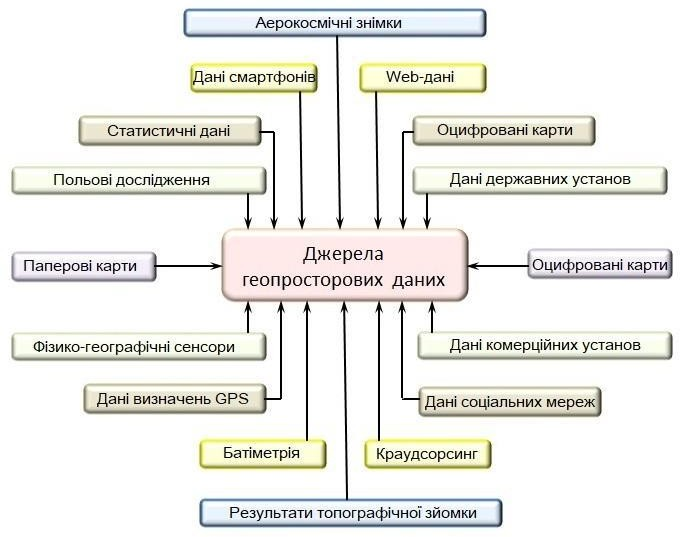 Аерокосмічні знімки
Дані смартфонів
Web-дані
Статистичні дані
Оцифровані карти
Польові дослідження
Дані державних установ
Джерела
геопросторових даних
Паперові карти
Оцифровані карти
Фізико-географічні сенсори
Дані комерційних установ
Дані визначень GPS
Дані соціальних мереж
Батіметрія
Краудсорсинг
Результати топографічної зйомки